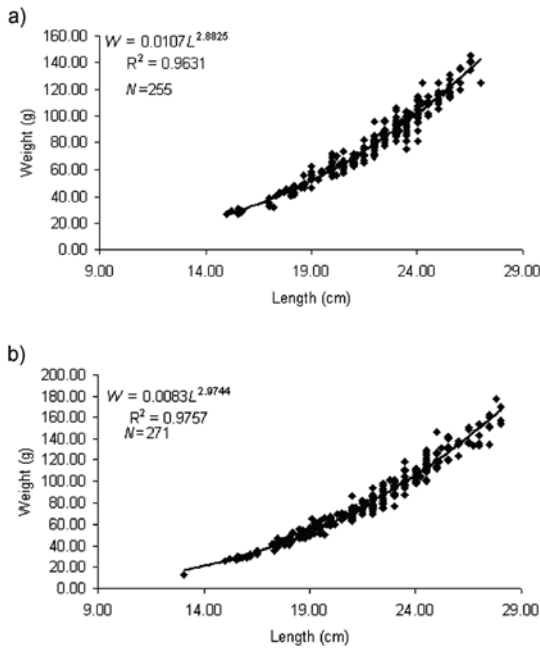 a)
160.00
140.00
120.00
100.00
80.00
60.00
40.00
20.00
0.00
Weight (g)
W = 0.0107L^2.8825
R² = 0.9631
N=255
9.00 14.00 19.00 24.00 29.00
Length (cm)
b)
200.00
180.00
160.00
140.00
120.00
100.00
80.00
60.00
40.00
20.00
0.00
Weight (g)
W = 0.0083L^2.9744
R² = 0.9757
N=271
9.00 14.00 19.00 24.00 29.00
Length (cm)